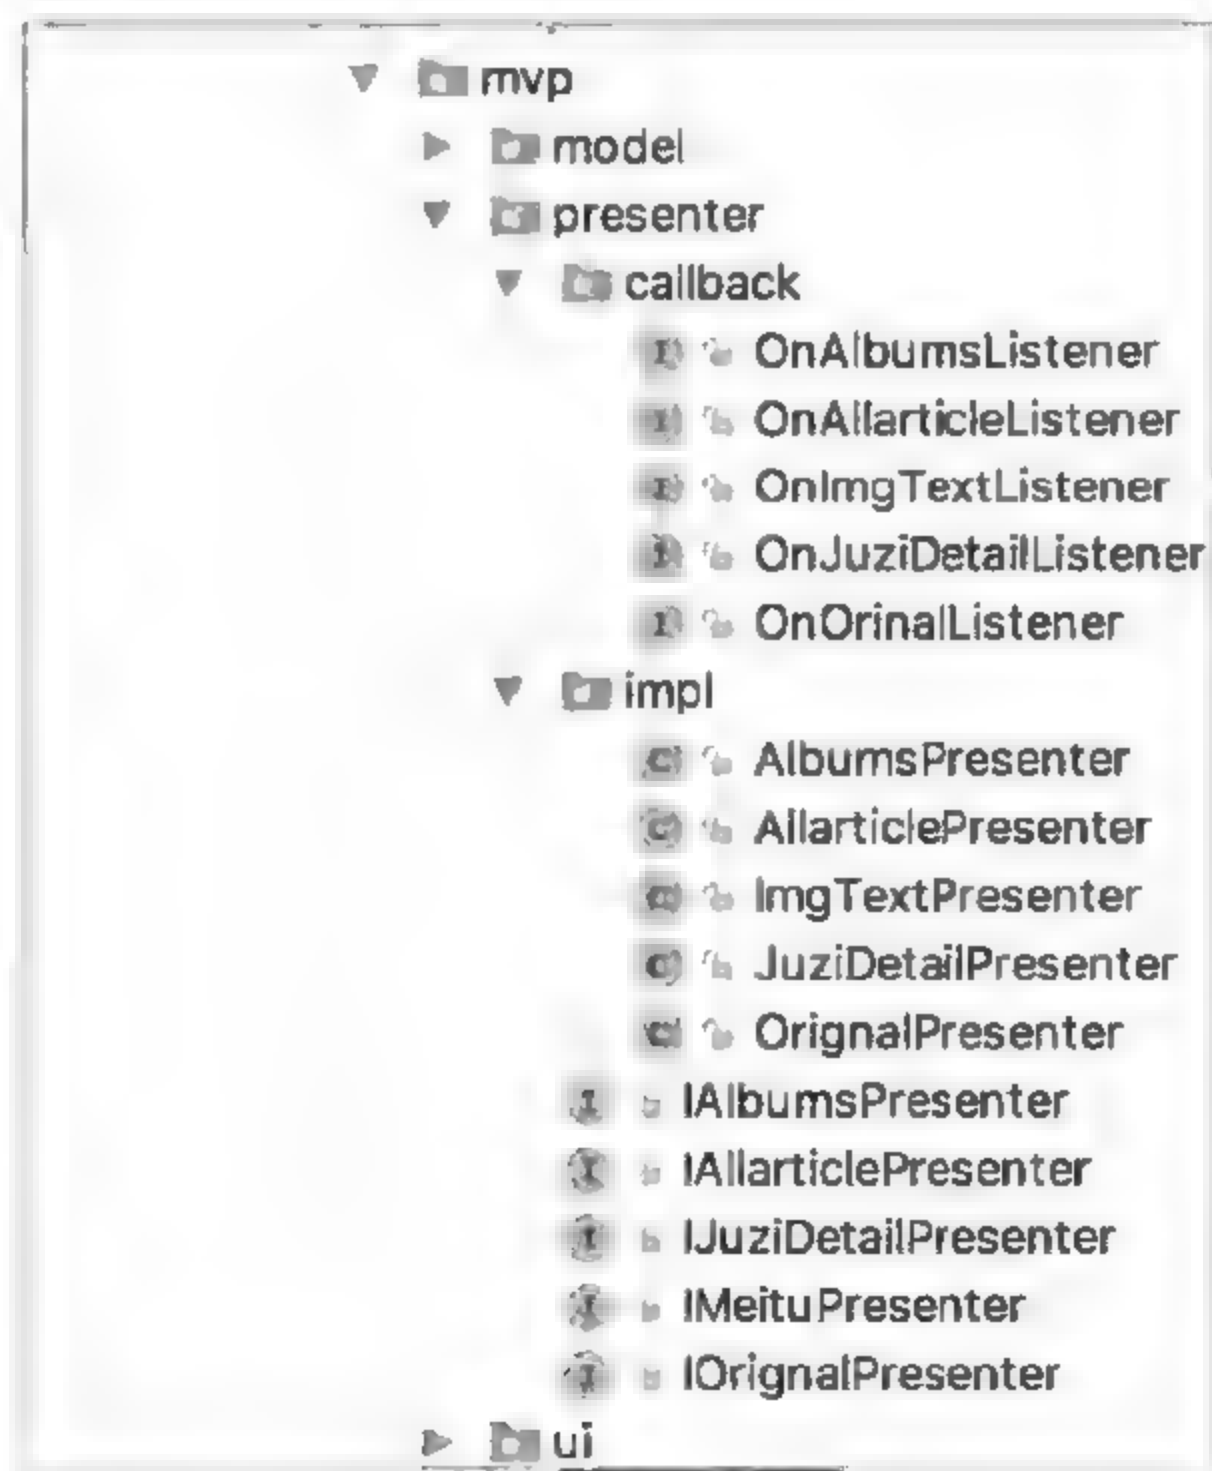 mvp
model
presenter
callback
OnAlbumsListener
OnAllarticleListener
OnImgTextListener
OnJuziDetailListener
OnOrinalListener
impl
AlbumsPresenter
AllarticlePresenter
ImgTextPresenter
JuziDetailPresenter
OrignalPresenter
IAlbumsPresenter
IAllarticlePresenter
IJuziDetailPresenter
IMeituPresenter
IOrignalPresenter
ui